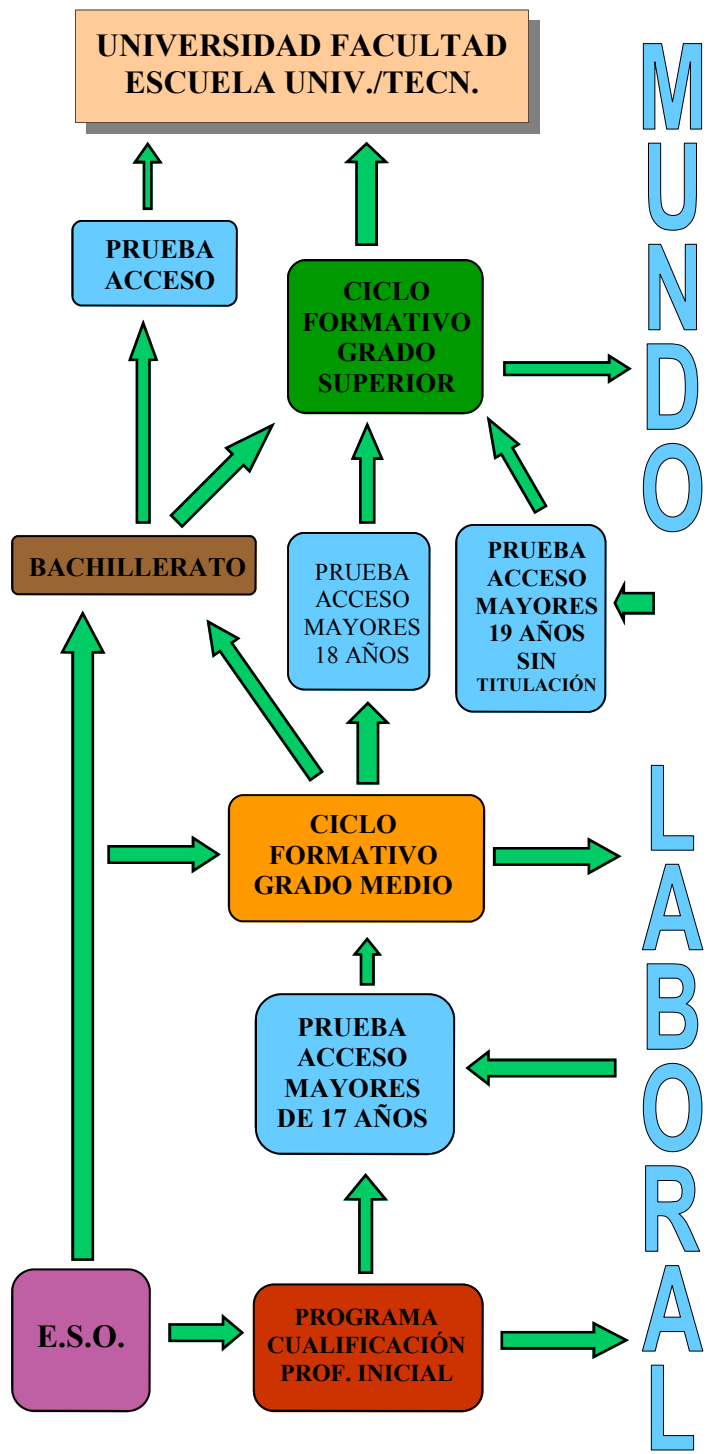 UNIVERSIDAD FACULTAD
ESCUELA UNIV./TECN.
PRUEBA
ACCESO
CICLO
FORMATIVO
GRADO
SUPERIOR
BACHILLERATO
PRUEBA
ACCESO
MAYORES
18 AÑOS
PRUEBA
ACCESO
MAYORES
19 AÑOS
SIN
TITULACIÓN
CICLO
FORMATIVO
GRADO MEDIO
PRUEBA
ACCESO
MAYORES
DE 17 AÑOS
E.S.O.
PROGRAMA
CUALIFICACIÓN
PROF. INICIAL
MUNDO
LABORAL